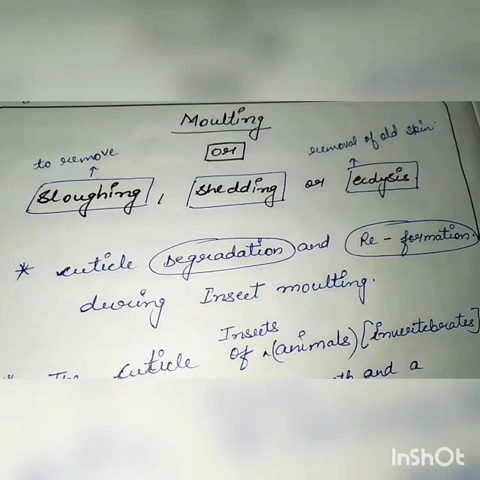 Moulting
or
to remove
removal of old skin.
Sloughing, Shedding or ecdysis
* cuticle Degradation and Re-formation.
during Insect moulting.
Insects
* The cuticle of (animals) [invertebrates]
and a
InShOt